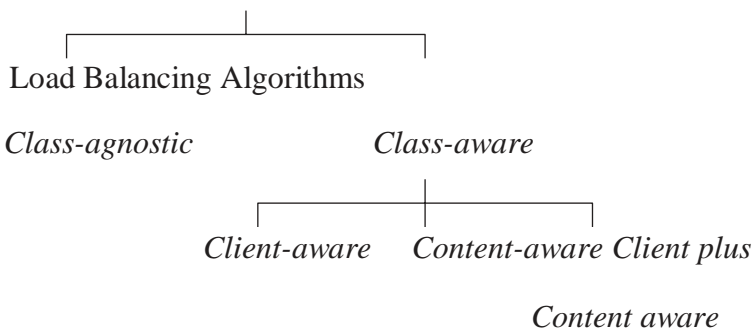 Load Balancing Algorithms
Class-agnostic Class-aware
Client-aware Content-aware Client plus
Content aware